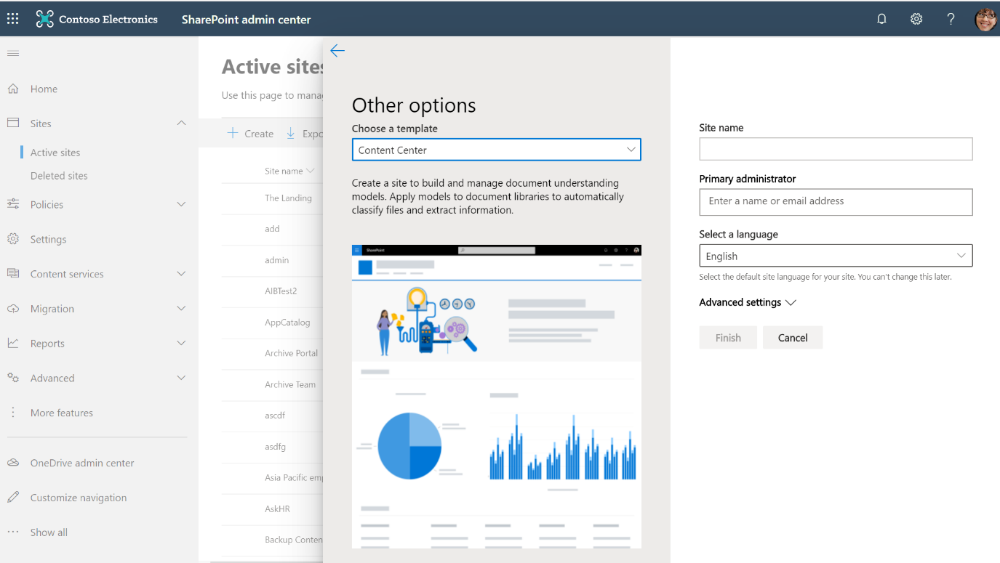 Contoso Electronics
SharePoint admin center
Home
Sites
Active sites
Deleted sites
Policies
Settings
Content services
Migration
Reports
Advanced
More features
OneDrive admin center
Customize navigation
Show all
Active sites
Use this page to mana
Create
Expo
Site name
The Landing
add
admin
AIBTest2
AppCatalog
Archive Portal
Archive Team
ascdf
asdfg
Asia Pacific emp
AskHR
Backup Conten
Other options
Choose a template
Content Center
Create a site to build and manage document understanding
models. Apply models to document libraries to automatically
classify files and extract information.
SharePoint
Site name
Primary administrator
Enter a name or email address
Select a language
English
Select the default site language for your site. You can't change this later.
Advanced settings
Finish
Cancel